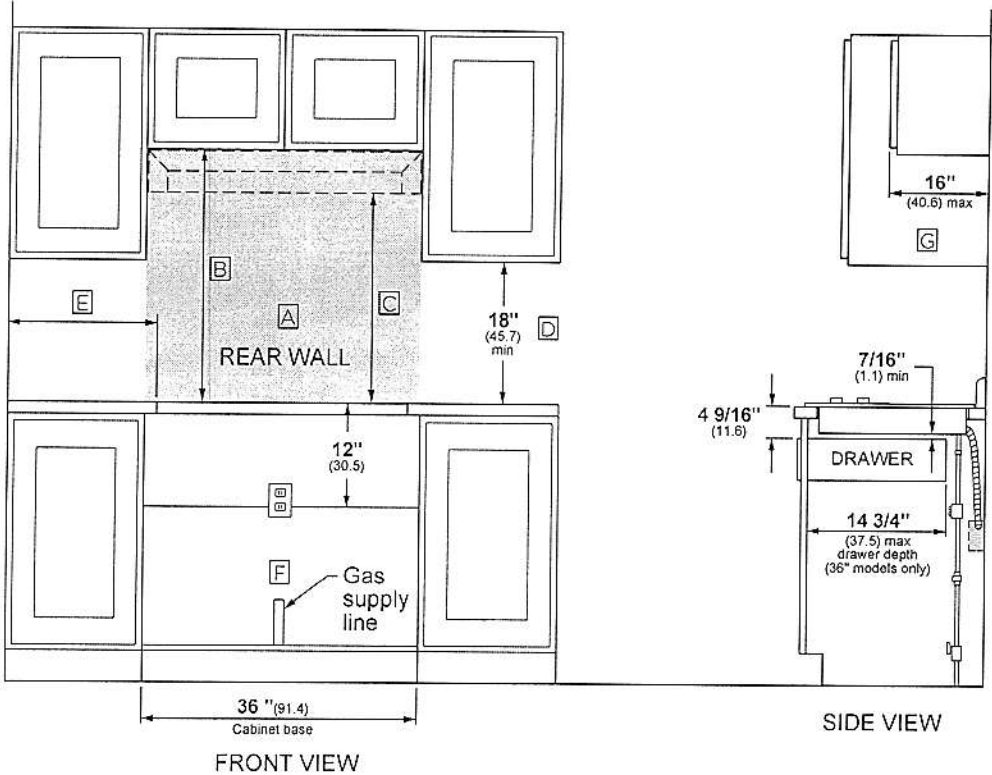 16"
(40.6) max
G
B
E
C
A
18"
(45.7)
min
D
REAR WALL
7/16"
(1.1) min
4 9/16"
(11.6)
12"
(30.5)
DRAWER
14 3/4"
(37.5) max
drawer depth
(36" models only)
F
Gas
supply
line
36 "(91.4)
Cabinet base
SIDE VIEW
FRONT VIEW